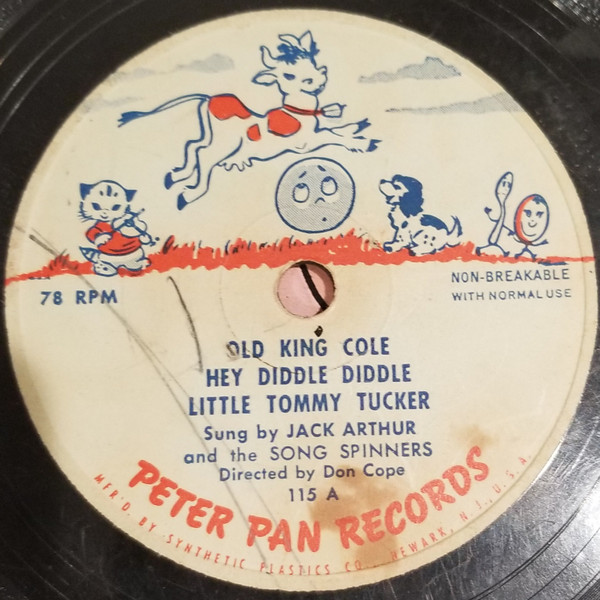 78 RPM
NON-BREAKABLE
WITH NORMAL USE
OLD KING COLE
HEY DIDDLE DIDDLE
LITTLE TOMMY TUCKER
Sung by JACK ARTHUR
and the SONG SPINNERS
Directed by Don Cope
115 A
PETER PAN RECORDS
MFR'D. BY SYNTHETIC PLASTICS CO., NEWARK, N.J., U.S.A.